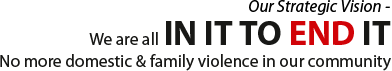 Our Strategic Vision -
We are all IN IT TO END IT
No more domestic & family violence in our community